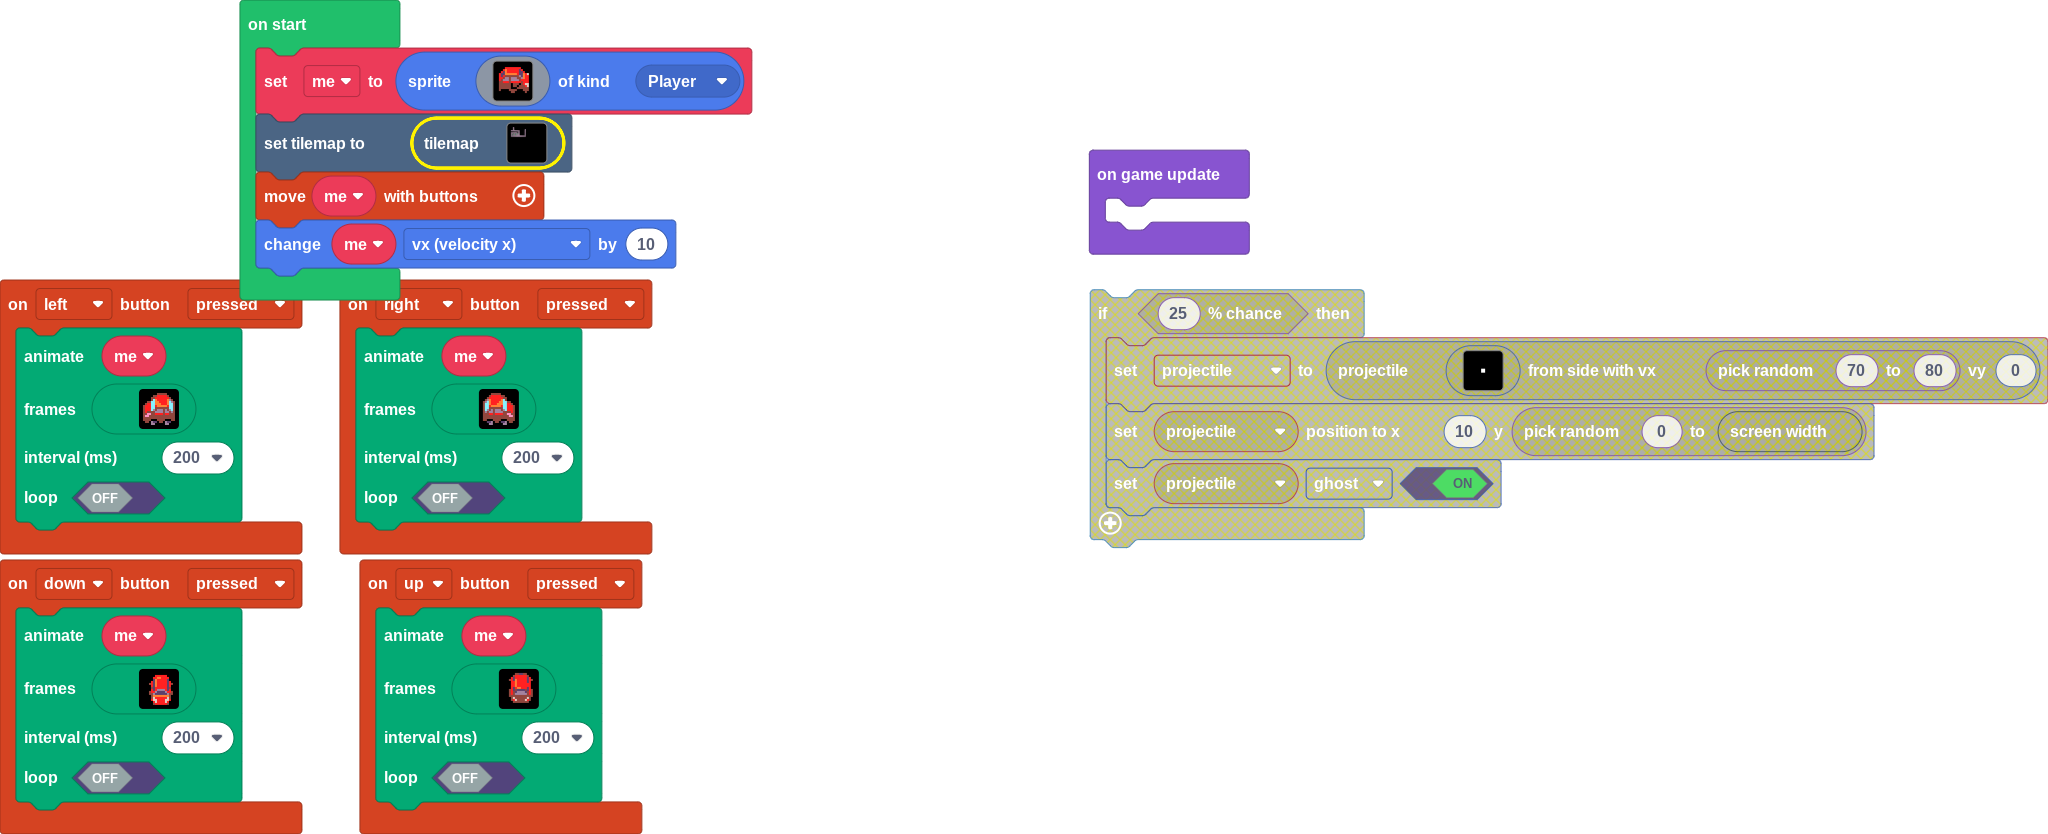 on start
set me to sprite of kind Player
set tilemap to tilemap
move me with buttons
change me vx (velocity x) by 10
on left button pressed
animate me
frames
interval (ms) 200
loop OFF
on right button pressed
animate me
frames
interval (ms) 200
loop OFF
on down button pressed
animate me
frames
interval (ms) 200
loop OFF
on up button pressed
animate me
frames
interval (ms) 200
loop OFF
on game update
if 25 % chance then
set projectile to projectile from side with vx pick random 70 to 80 vy 0
set projectile position to x 10 y pick random 0 to screen width
set projectile ghost ON